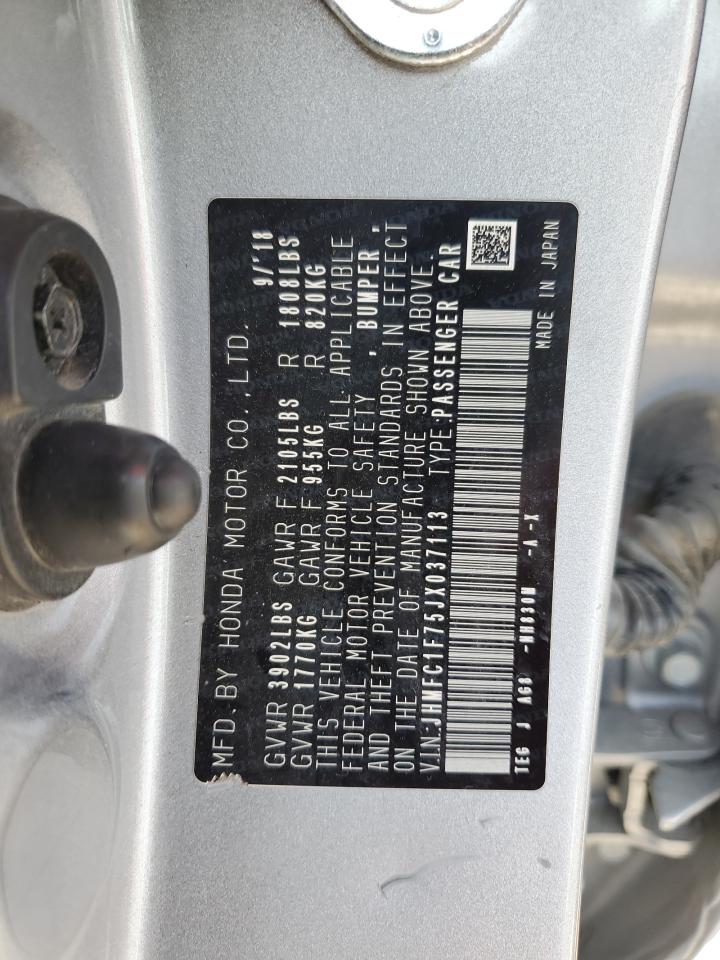 MFD. BY HONDA MOTOR CO., LTD. 9/'18
GVWR 3902LBS GAWR F 2105LBS R 1808LBS
GVWR 1770KG GAWR F 955KG R 820KG
THIS VEHICLE CONFORMS TO ALL APPLICABLE
FEDERAL MOTOR VEHICLE SAFETY , BUMPER ,
AND THEFT PREVENTION STANDARDS IN EFFECT
ON THE DATE OF MANUFACTURE SHOWN ABOVE.
V.I.N:JHMFC1F75JX037113 TYPE:PASSENGER CAR
TEG J AG0 -NH830M -A -X MADE IN JAPAN